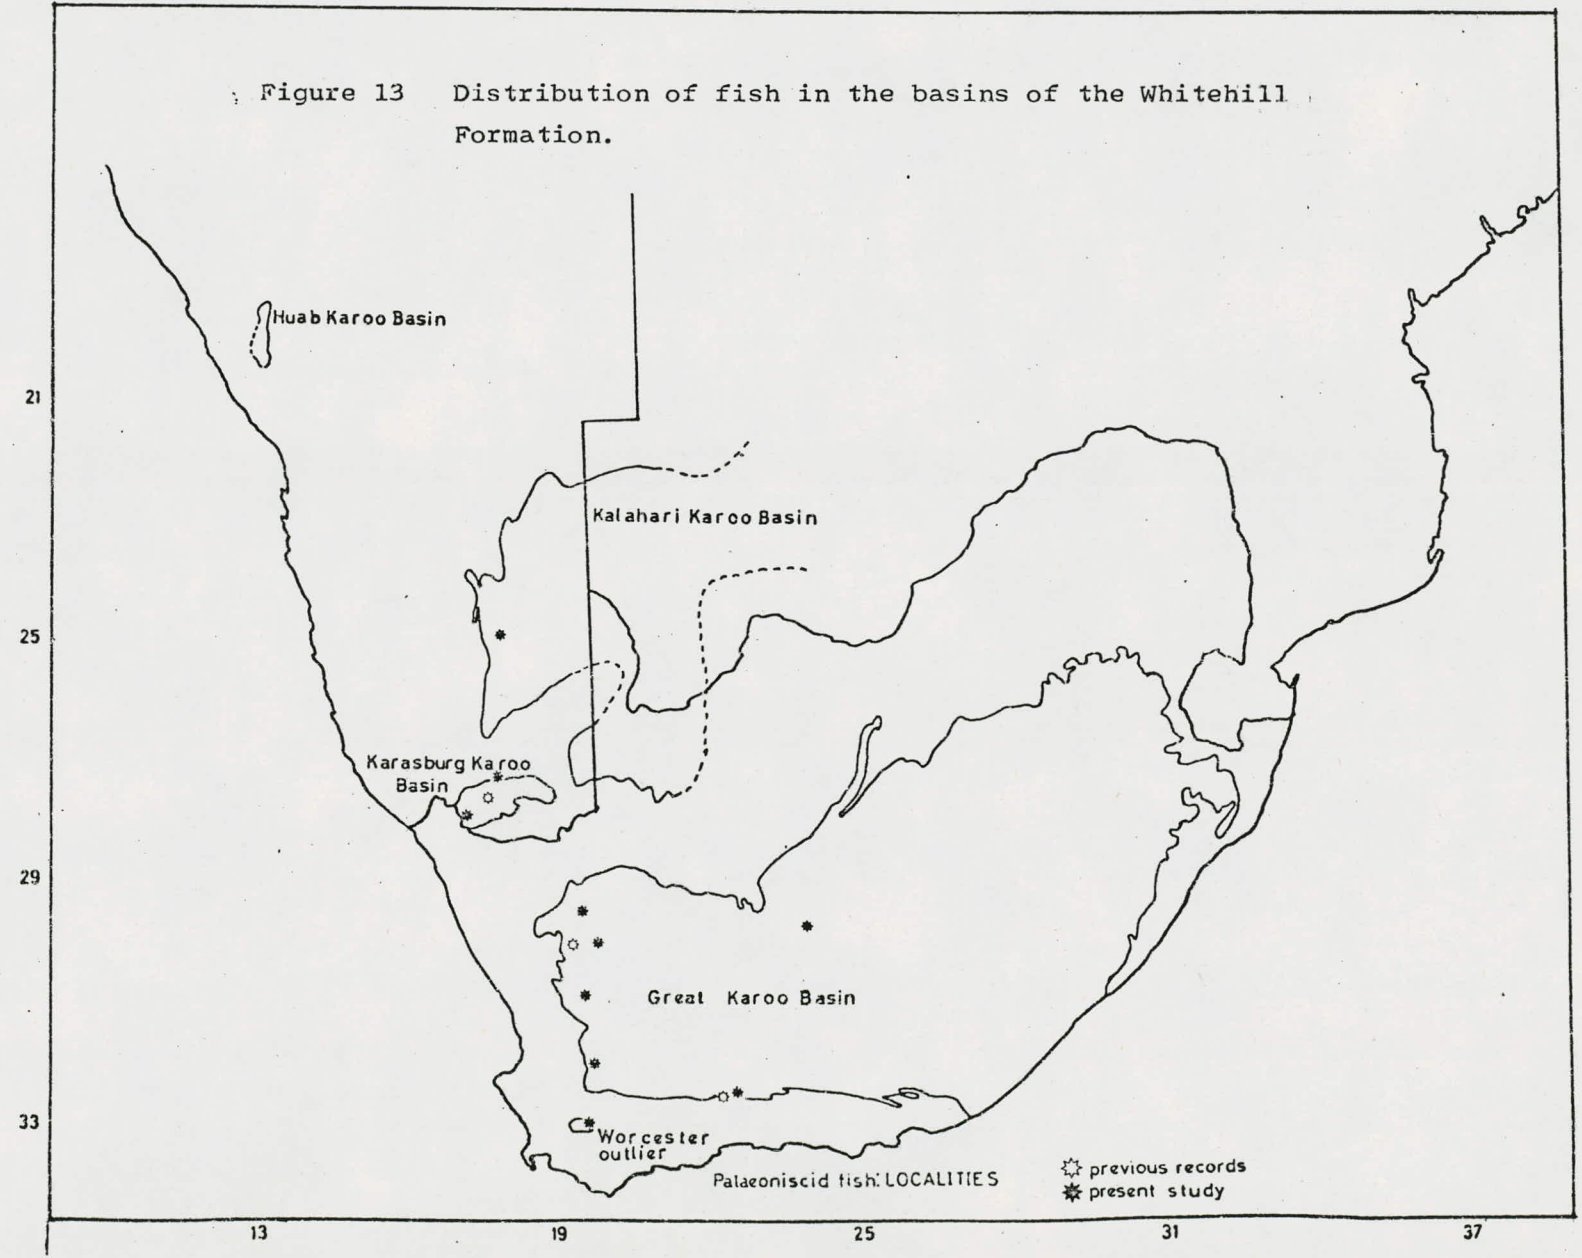 Figure 13 Distribution of fish in the basins of the Whitehill
Formation.
Huab Karoo Basin
21
Kalahari Karoo Basin
25
Karasburg Karoo
Basin
29
Great Karoo Basin
33
Worcester
outlier
Palaeoniscid fish: LOCALITIES
previous records
present study
13 19 25 31 37